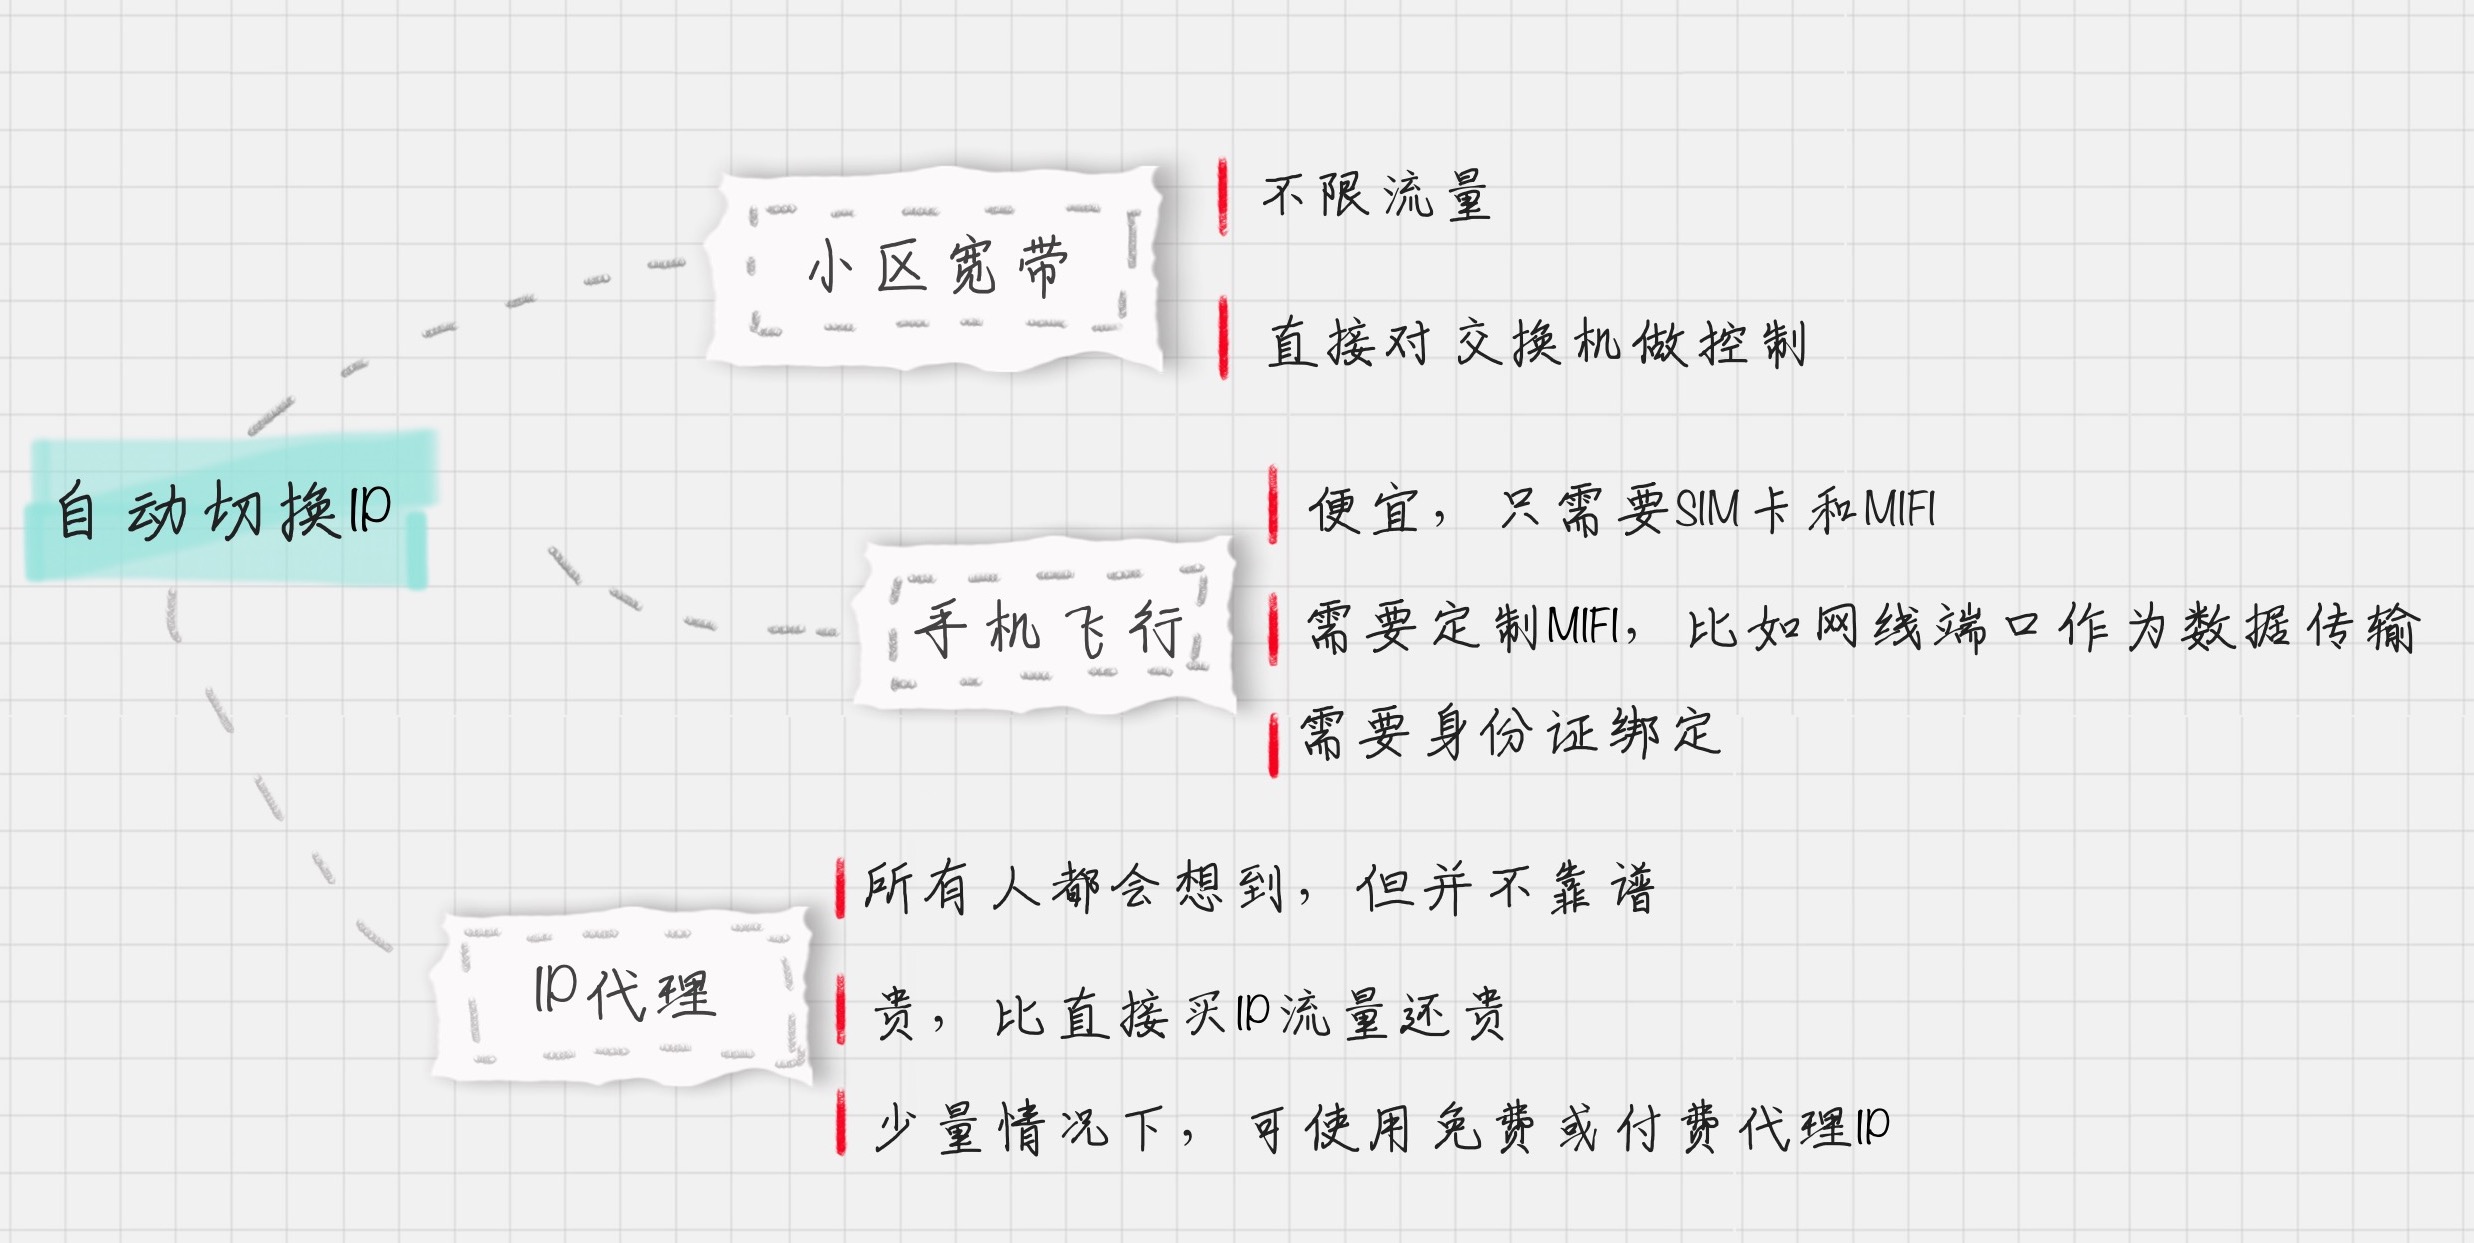 自动切换IP
小区宽带
不限流量
直接对交换机做控制
手机飞行
便宜，只需要SIM卡和MIFI
需要定制MIFI，比如网线端口作为数据传输
需要身份证绑定
IP代理
所有人都会想到，但并不靠谱
贵，比直接买IP流量还贵
少量情况下，可使用免费或付费代理IP